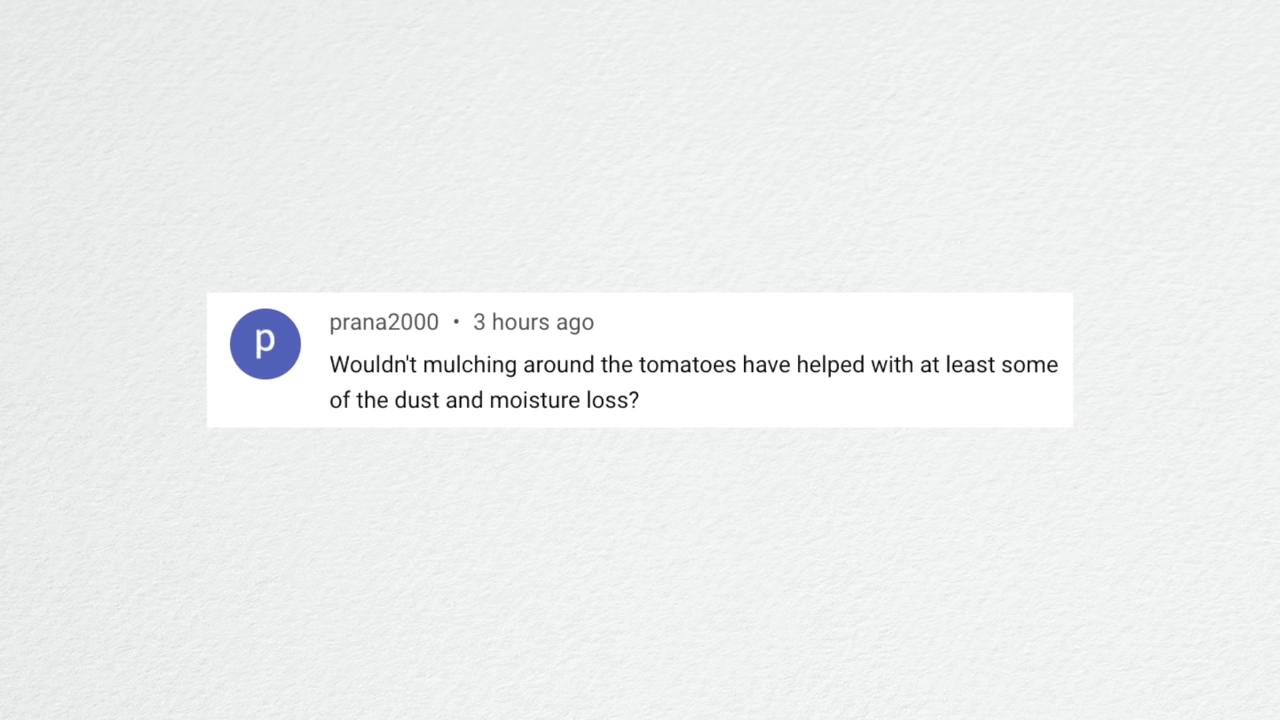 p
prana2000 • 3 hours ago
Wouldn't mulching around the tomatoes have helped with at least some
of the dust and moisture loss?